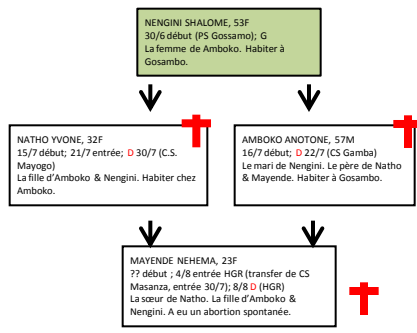 NENGINI SHALOME, 53F
30/6 début (PS Gossamo); G
La femme de Amboko. Habiter à
Gosambo.
NATHO YVONE, 32F
15/7 début; 21/7 entrée; D 30/7 (C.S.
Mayogo)
La fille d'Amboko & Nengini. Habiter chez
Amboko.
AMBOKO ANOTONE, 57M
16/7 début; D 22/7 (CS Gamba)
Le mari de Nengini. Le père de Natho
& Mayende. Habiter à Gosambo.
MAYENDE NEHEMA, 23F
?? début ; 4/8 entrée HGR (transfer de CS
Masanza, entrée 30/7); 8/8 D (HGR)
La sœur de Natho. La fille d'Amboko &
Nengini. A eu un abortion spontanée.